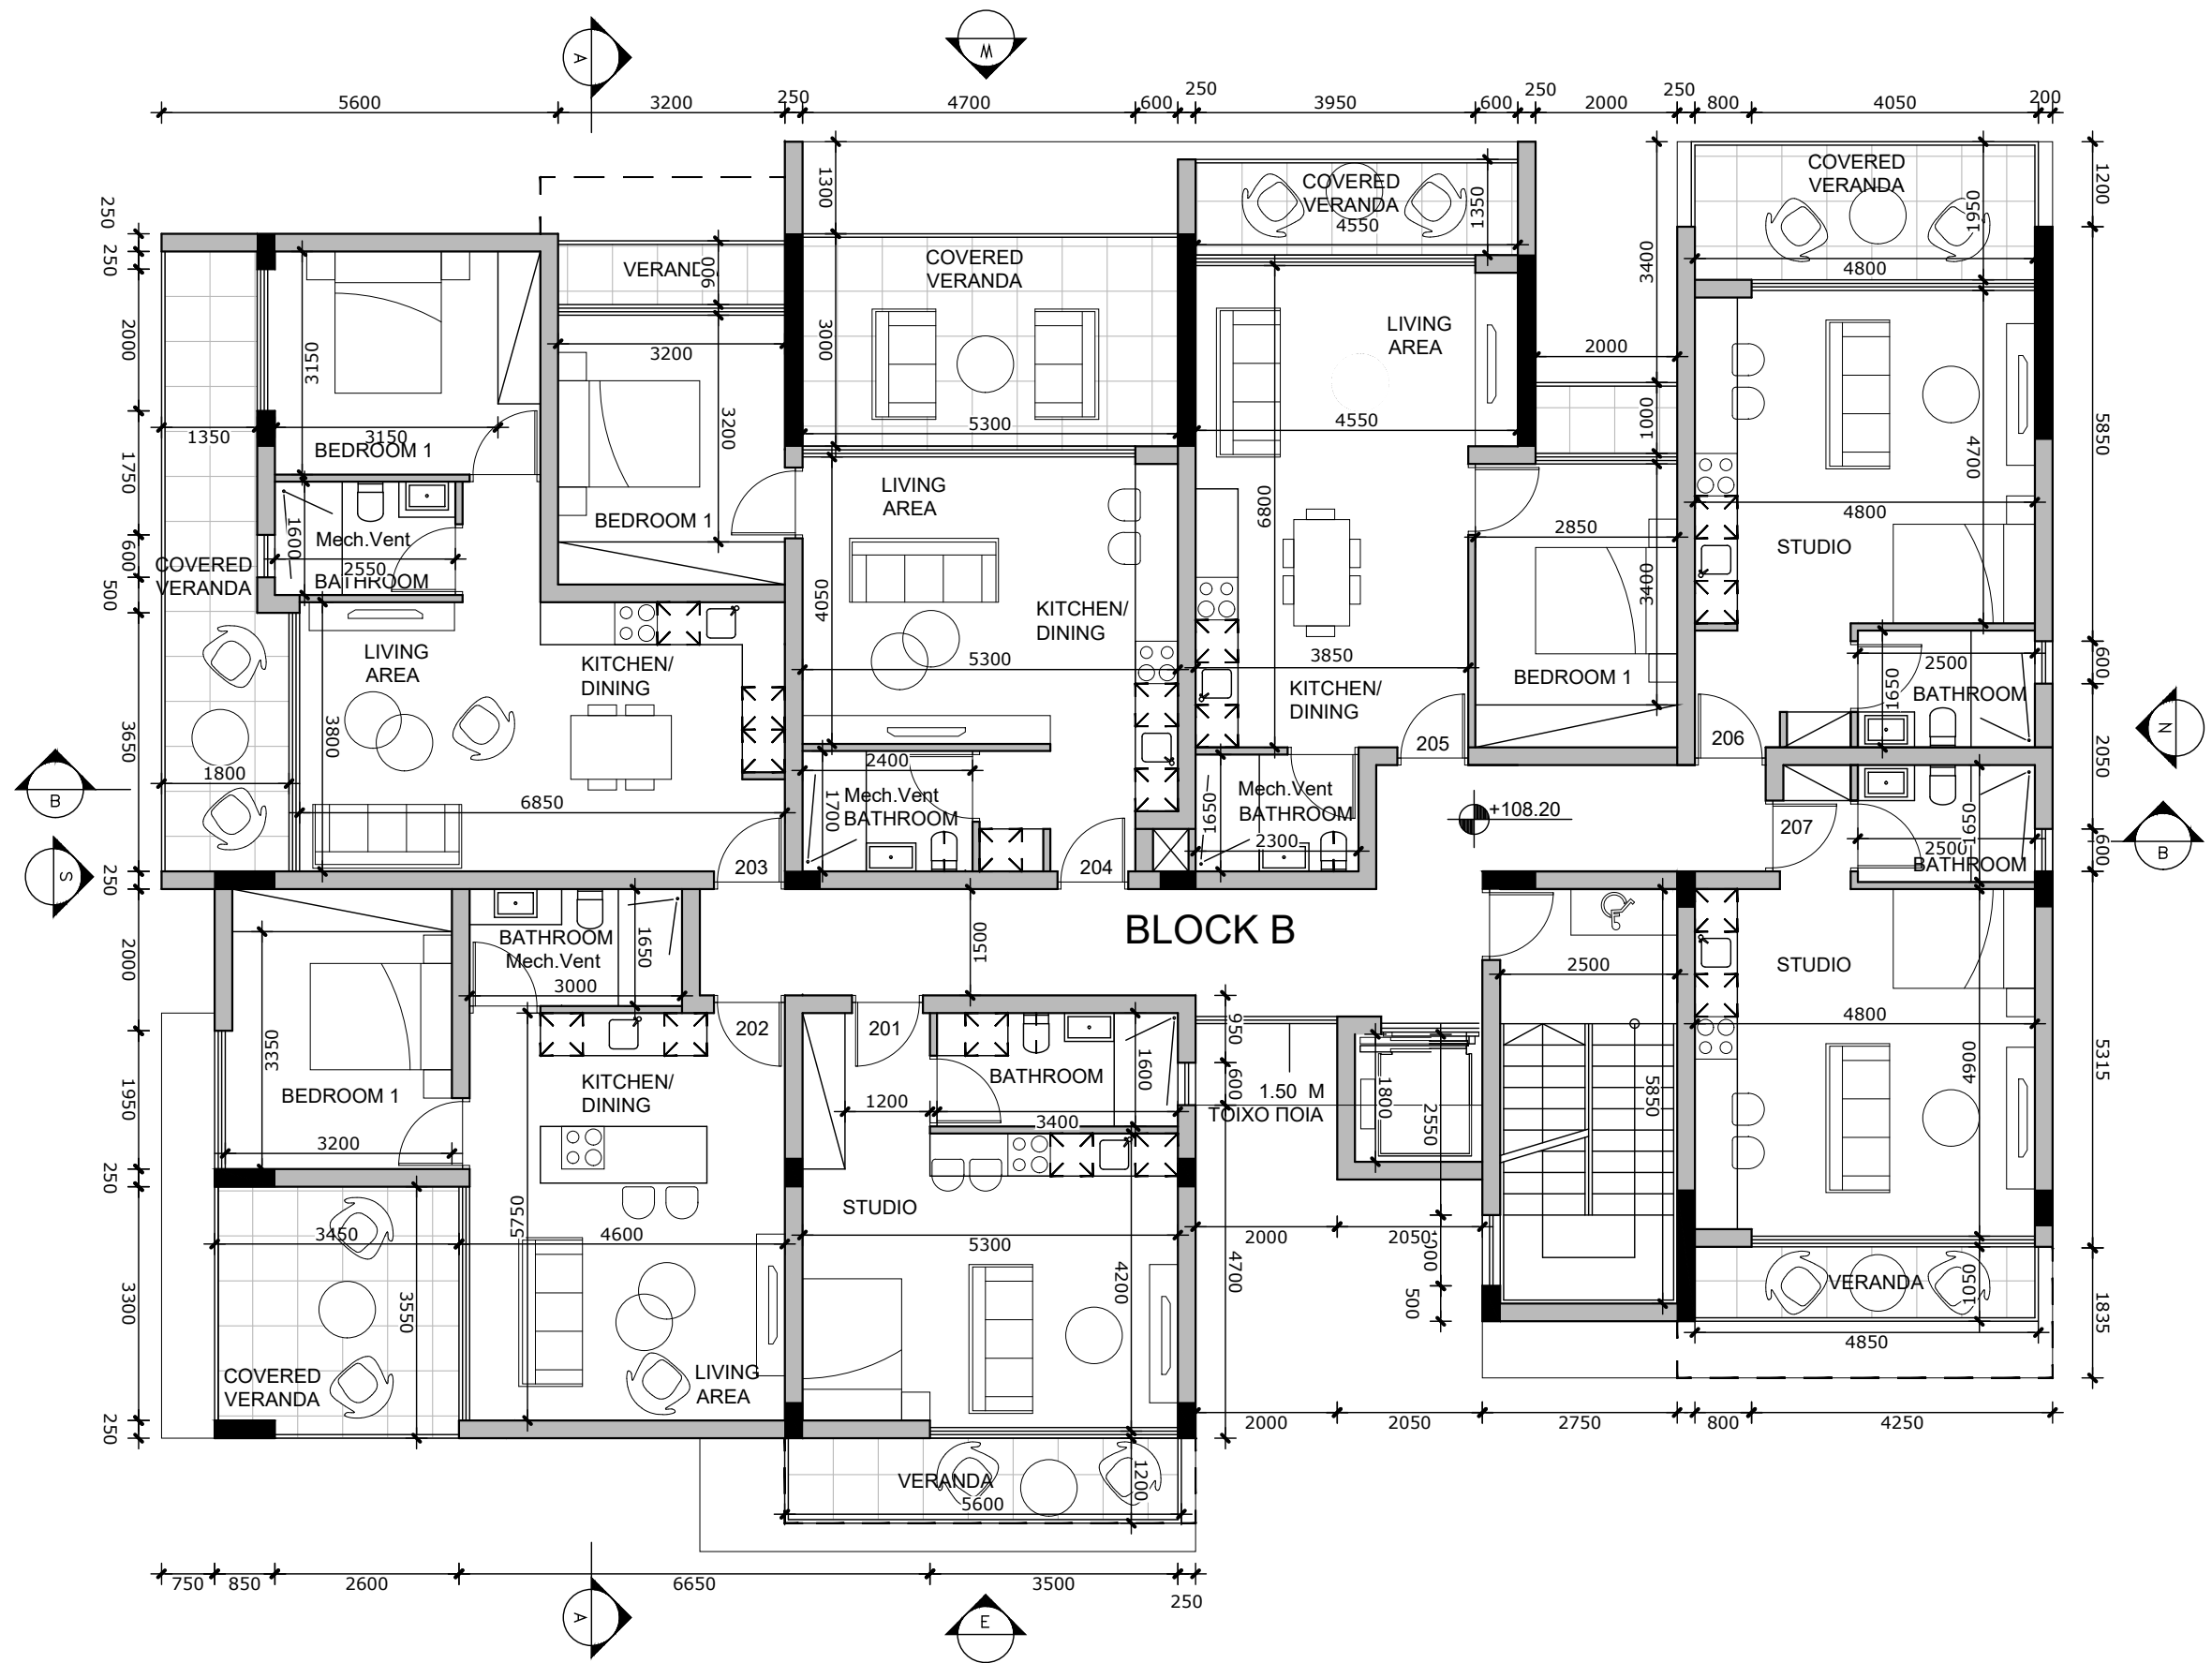 A
W
5600
3200
250
4700
600
250
3950
600
250
2000
250
800
4050
200
COVERED
VERANDA
4550
1350
COVERED
VERANDA
1950
4800
1200
1300
3400
250
250
VERAND
900
COVERED
VERANDA
3000
5300
LIVING
AREA
4550
2000
1000
2000
3150
3200
3200
1350
3150
BEDROOM 1
5850
1750
4700
LIVING
AREA
6800
4800
BEDROOM 1
2850
STUDIO
1600
Mech.Vent
2550
BATHROOM
COVERED
VERANDA
600
500
4050
KITCHEN/
DINING
3400
LIVING
AREA
KITCHEN/
DINING
5300
3850
KITCHEN/
DINING
BEDROOM 1
2500
BATHROOM
1650
600
3650
3800
1800
6850
2400
1700
Mech.Vent
BATHROOM
Mech.Vent
BATHROOM
1650
2300
205
206
2050
N
B
+108.20
207
1650
2500
BATHROOM
600
B
S
250
203
204
BATHROOM
Mech.Vent
1650
3000
1500
BLOCK B
2000
2500
STUDIO
4800
3350
BEDROOM 1
3200
202
201
950
600
KITCHEN/
DINING
BATHROOM
1600
1200
3400
1.50 M
ΤΟΙΧΟ ΠΟΙΑ
1800
2550
5850
4900
5315
1950
250
5750
3450
4600
STUDIO
5300
2000
2050
4700
4200
500
VERANDA
1050
4850
1835
3300
3550
COVERED
VERANDA
LIVING
AREA
250
2000
2050
2750
800
4250
VERANDA
5600
1200
750
850
2600
6650
3500
250
A
E